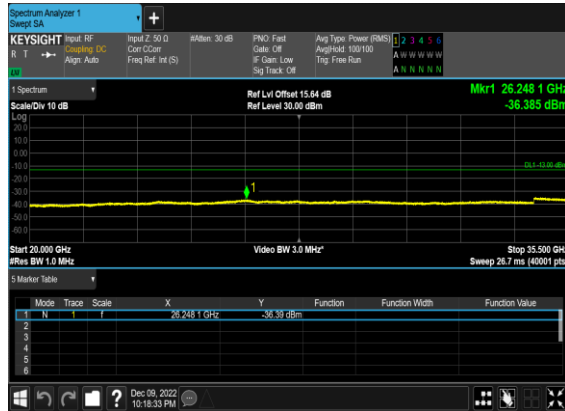 Spectrum Analyzer 1
Swept SA
KEYSIGHT Input: RF Input Z: 50 Ω #Atten: 30 dB PNO: Fast Avg Type: Power (RMS) 1 2 3 4 5 6
R T Coupling: DC Corr CCorr Gate: Off Avg|Hold: 100/100 A W W W W W
Align: Auto Freq Ref: Int (S) IF Gain: Low Trig: Free Run
Sig Track: Off A N N N N N
1 Spectrum
Scale/Div 10 dB Ref Lvl Offset 15.64 dB Mkr1 26.248 1 GHz
Ref Level 30.00 dBm -36.385 dBm
Log
20.0
10.0
0.00
-10.0 DL1 -13.00 dBm
-20.0
-30.0 1
-40.0
-50.0
-60.0
Start 20.000 GHz Video BW 3.0 MHz* Stop 35.500 GHz
#Res BW 1.0 MHz Sweep 26.7 ms (40001 pts)
5 Marker Table
Mode Trace Scale X Y Function Function Width Function Value
1 N 1 f 26.248 1 GHz -36.39 dBm
2
3
4
5
6
? Dec 09, 2022
10:18:33 PM